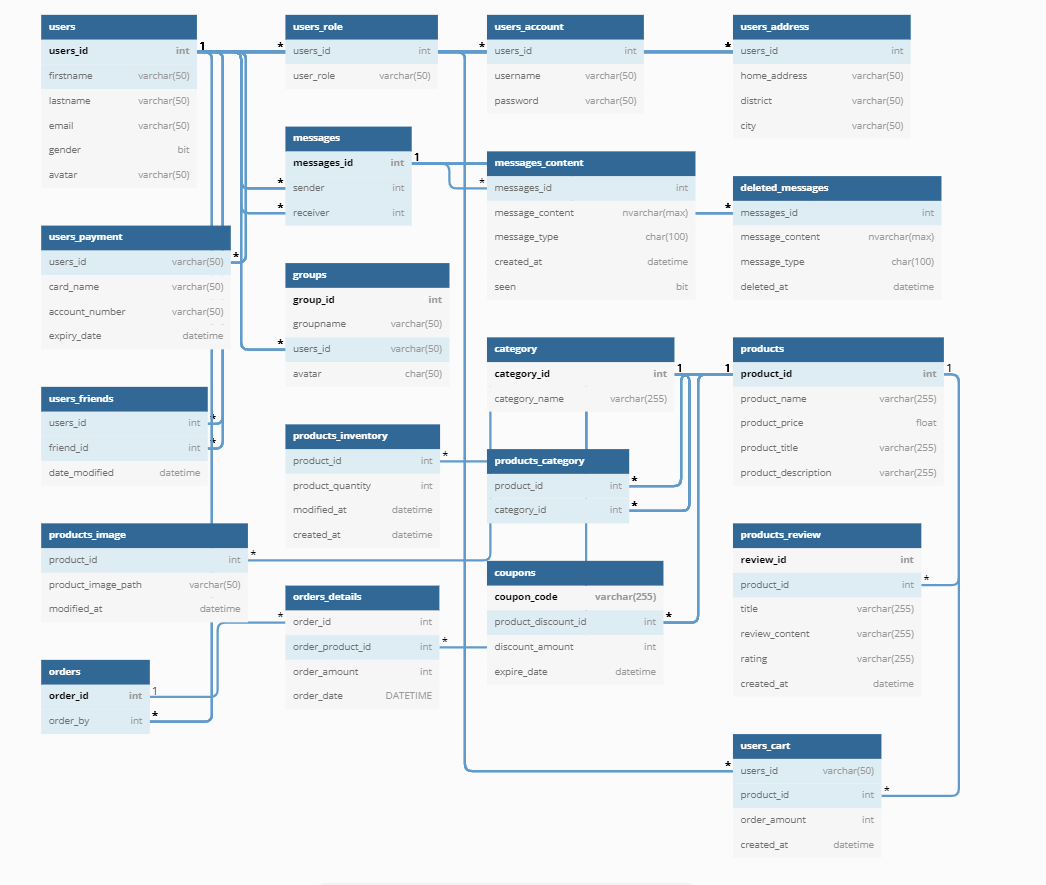 users
users_id int
firstname varchar(50)
lastname varchar(50)
email varchar(50)
gender bit
avatar varchar(50)
1
*
users_role
users_id int
user_role varchar(50)
*
users_account
users_id int
username varchar(50)
password varchar(50)
*
users_address
users_id int
home_address varchar(50)
district varchar(50)
city varchar(50)
messages
messages_id int
sender int
receiver int
1
*
*
*
messages_content
messages_id int
message_content nvarchar(max)
message_type char(100)
created_at datetime
seen bit
*
deleted_messages
messages_id int
message_content nvarchar(max)
message_type char(100)
deleted_at datetime
users_payment
users_id varchar(50)
card_name varchar(50)
account_number varchar(50)
expiry_date datetime
*
*
groups
group_id int
groupname varchar(50)
users_id varchar(50)
avatar char(50)
category
category_id int
category_name varchar(255)
1
1
products
product_id int
product_name varchar(255)
product_price float
product_title varchar(255)
product_description varchar(255)
1
users_friends
users_id int
friend_id int
date_modified datetime
*
*
products_inventory
product_id int
product_quantity int
modified_at datetime
created_at datetime
*
products_category
product_id int
category_id int
*
*
products_image
product_id int
product_image_path varchar(50)
modified_at datetime
*
products_review
review_id int
product_id int
title varchar(255)
review_content varchar(255)
rating varchar(255)
created_at datetime
*
coupons
coupon_code varchar(255)
product_discount_id int
discount_amount int
expire_date datetime
*
orders_details
order_id int
order_product_id int
order_amount int
order_date DATETIME
*
*
orders
order_id int
order_by int
1
*
users_cart
users_id varchar(50)
product_id int
order_amount int
created_at datetime
*
*